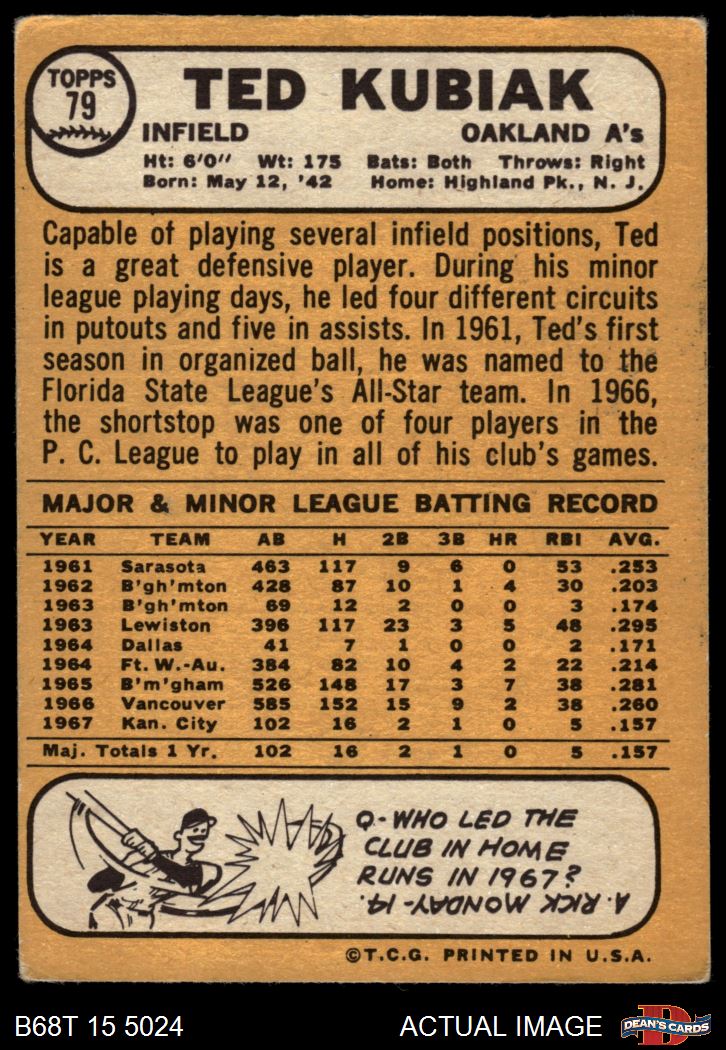 TOPPS
79
TED KUBIAK
INFIELD OAKLAND A's
Ht: 6'0" Wt: 175 Bats: Both Throws: Right
Born: May 12, '42 Home: Highland Pk., N. J.
Capable of playing several infield positions, Ted
is a great defensive player. During his minor
league playing days, he led four different circuits
in putouts and five in assists. In 1961, Ted's first
season in organized ball, he was named to the
Florida State League's All-Star team. In 1966,
the shortstop was one of four players in the
P. C. League to play in all of his club's games.
MAJOR & MINOR LEAGUE BATTING RECORD
YEAR TEAM AB H 2B 3B HR RBI AVG.
1961 Sarasota 463 117 9 6 0 53 .253
1962 B'gh'mton 428 87 10 1 4 30 .203
1963 B'gh'mton 69 12 2 0 0 3 .174
1963 Lewiston 396 117 23 3 5 48 .295
1964 Dallas 41 7 1 0 0 2 .171
1964 Ft. W.-Au. 384 82 10 4 2 22 .214
1965 B'm'gham 526 148 17 3 7 38 .281
1966 Vancouver 585 152 15 9 2 38 .260
1967 Kan. City 102 16 2 1 0 5 .157
Maj. Totals 1 Yr. 102 16 2 1 0 5 .157
Q-WHO LED THE
CLUB IN HOME
RUNS IN 1967?
A. RICK MONDAY-14.
©T.C.G. PRINTED IN U.S.A.
B68T 15 5024 ACTUAL IMAGE DEAN'S CARDS